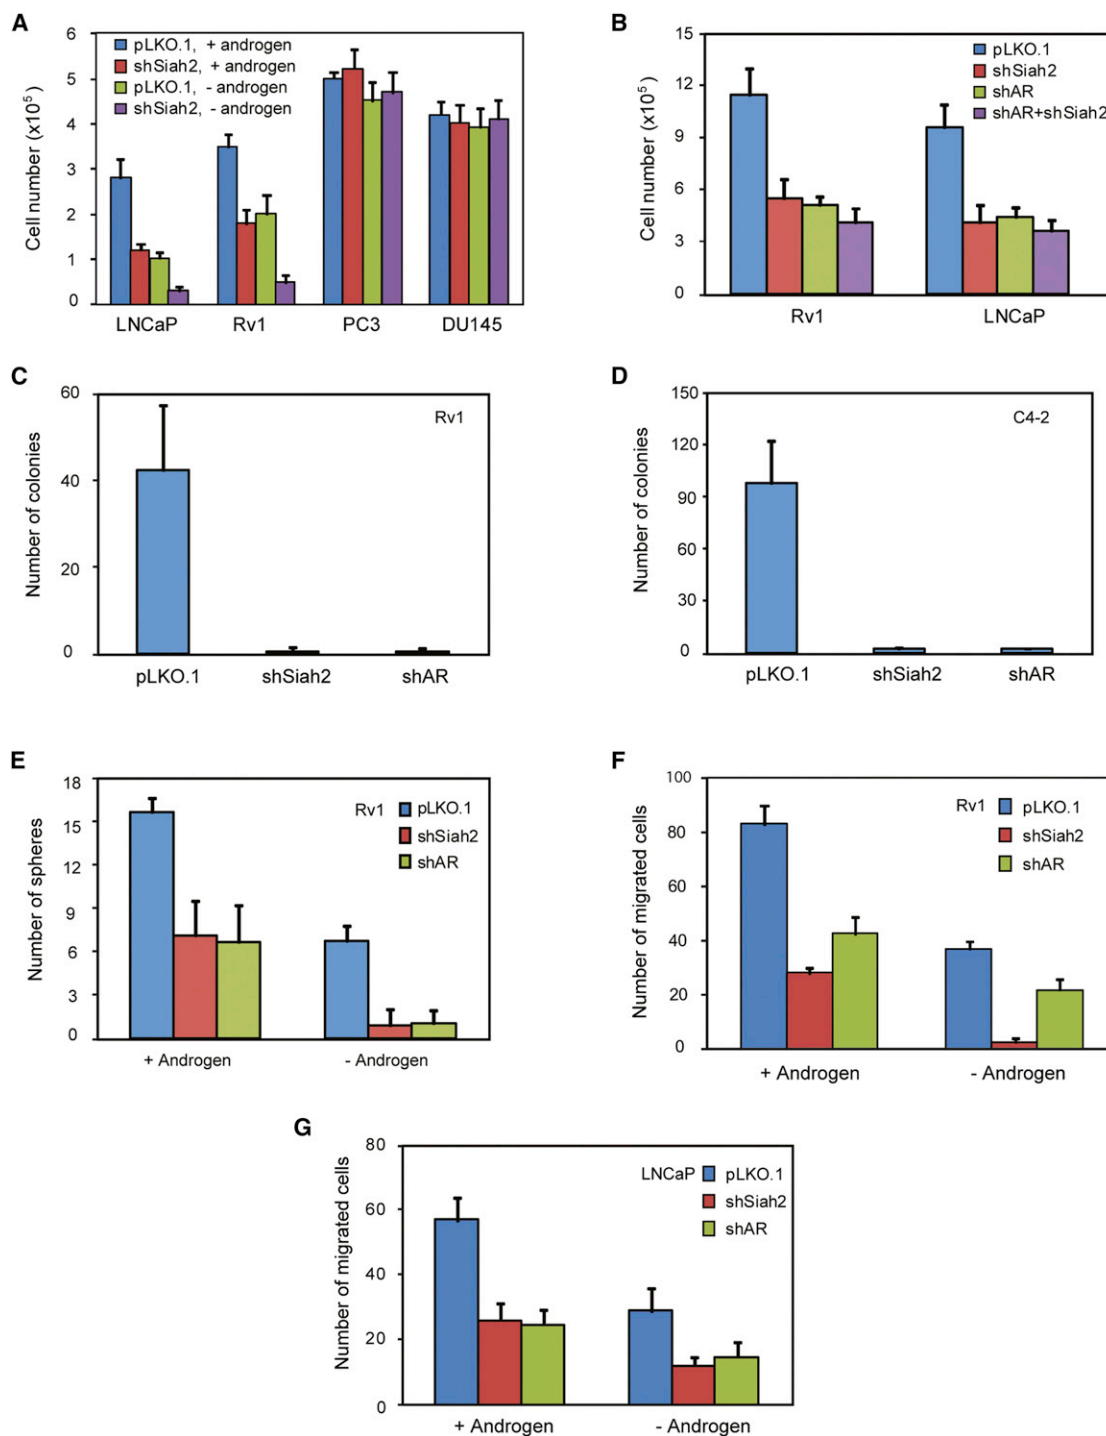 A
Cell number (x10⁵)
6
5
4
3
2
1
0
pLKO.1, + androgen
shSiah2, + androgen
pLKO.1, - androgen
shSiah2, - androgen
LNCaP Rv1 PC3 DU145
B
Cell number (x10⁵)
15
12
9
6
3
0
pLKO.1
shSiah2
shAR
shAR+shSiah2
Rv1 LNCaP
C
Number of colonies
60
40
20
0
Rv1
pLKO.1 shSiah2 shAR
D
Number of colonies
150
120
90
60
30
0
C4-2
pLKO.1 shSiah2 shAR
E
Number of spheres
18
15
12
9
6
3
0
Rv1 pLKO.1
shSiah2
shAR
+ Androgen - Androgen
F
Number of migrated cells
100
80
60
40
20
0
Rv1 pLKO.1
shSiah2
shAR
+ Androgen - Androgen
G
Number of migrated cells
80
60
40
20
0
LNCaP pLKO.1
shSiah2
shAR
+ Androgen - Androgen